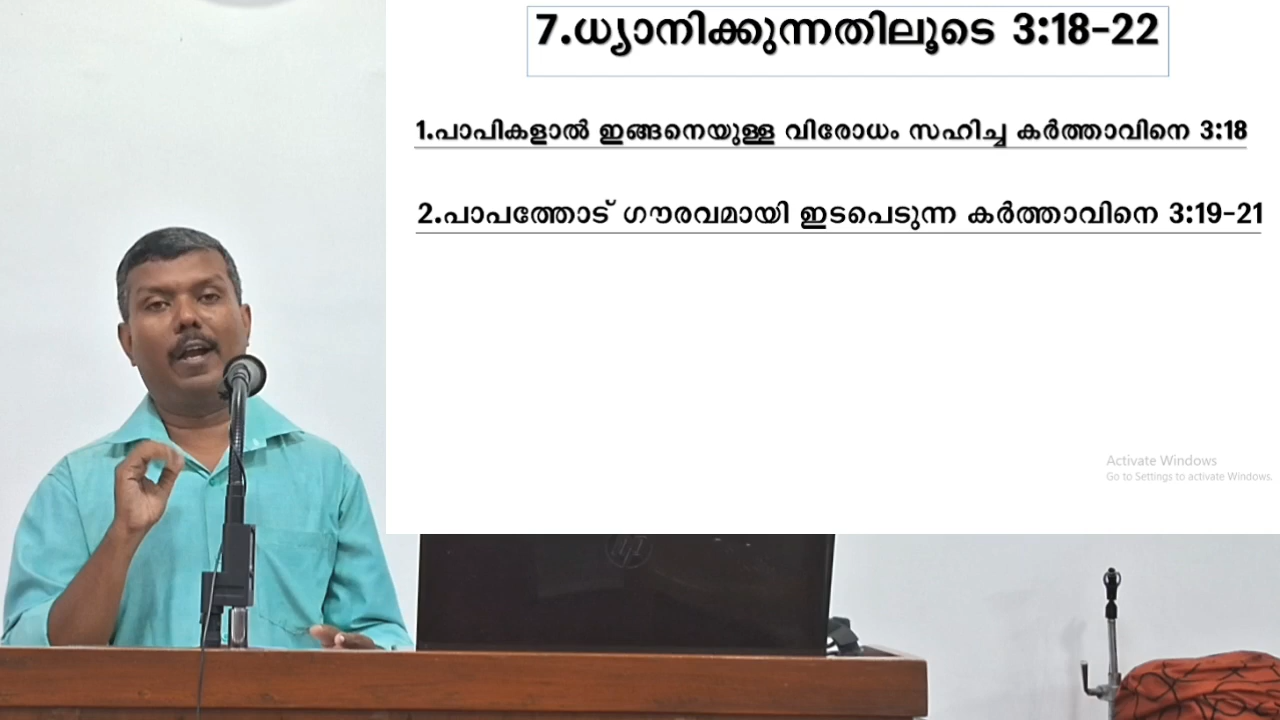 7.ധ്യാനിക്കുന്നതിലൂടെ 3:18-22
1.പാപികളാൽ ഇങ്ങനെയുള്ള വിരോധം സഹിച്ച കർത്താവിനെ 3:18
2.പാപത്തോട് ഗൗരവമായി ഇടപെടുന്ന കർത്താവിനെ 3:19-21
Activate Windows
Go to Settings to activate Windows.
hp